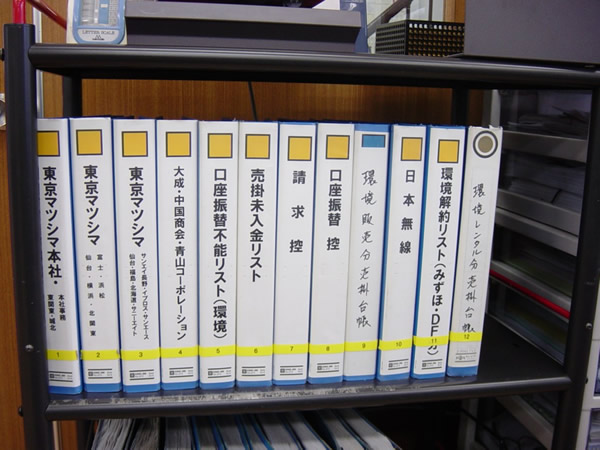 LETTER SCALE
東京マツシマ本社・
本社事務
東関東・城北
1
東京マツシマ
富士・浜松
仙台・横浜・北関東
2
東京マツシマ
サンエイ長野・イプロス・サンエース
仙台・福島・北海道・サニーエイト
3
大成・中国商会・青山コーポレーション
4
口座振替不能リスト(環境)
5
売掛未入金リスト
6
請求控
7
口座振替 控
8
環境販売分売掛台帳
9
日本無線
10
環境解約リスト(みずほ・DF分)
11
環境レンタル分売掛台帳
12